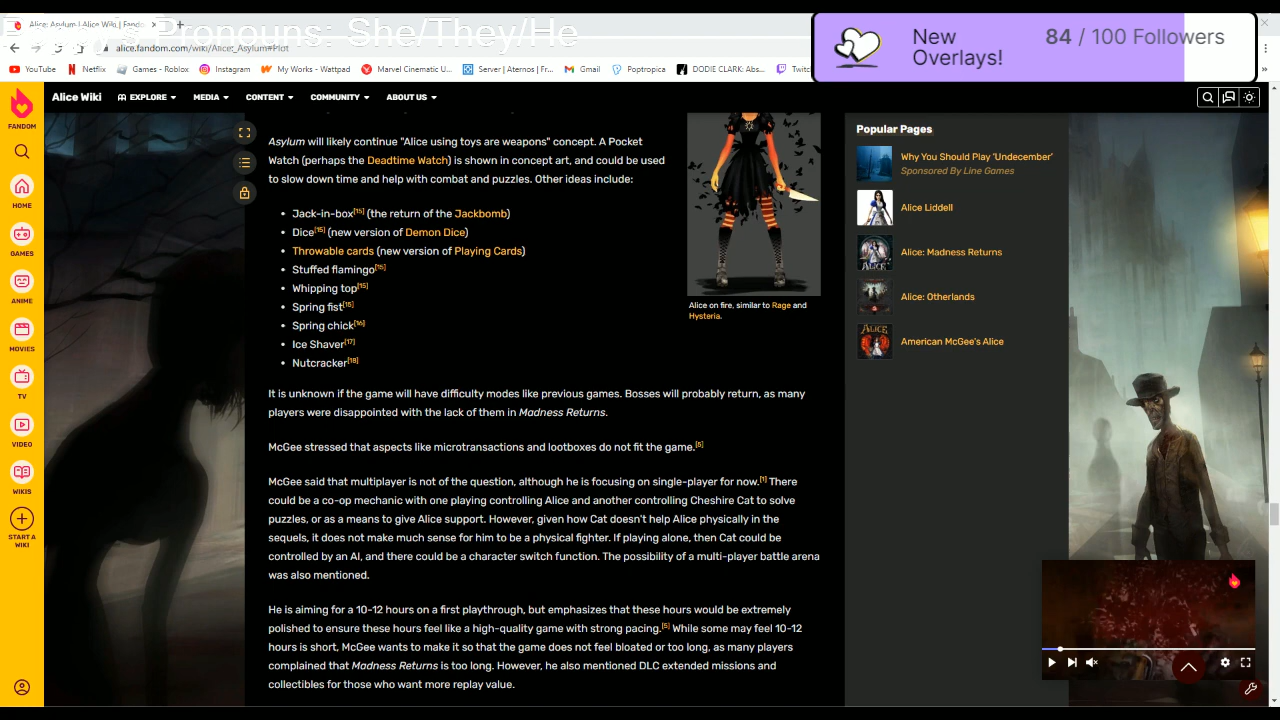 Alice: Asylum | Alice Wiki | Fando
Pronouns: She/They/He
alice.fandom.com/wiki/Alice:_Asylum#Plot
New Overlays!
84 / 100 Followers
YouTube
Netflix
Games - Roblox
Instagram
My Works - Wattpad
Marvel Cinematic U...
Server | Aternos | Fr...
Gmail
Poptropica
DODIE CLARK: Abs...
Twitc
Alice Wiki
EXPLORE
MEDIA
CONTENT
COMMUNITY
ABOUT US
FANDOM
HOME
GAMES
ANIME
MOVIES
TV
VIDEO
WIKIS
START A
WIKI
Asylum will likely continue "Alice using toys are weapons" concept. A Pocket
Watch (perhaps the Deadtime Watch) is shown in concept art, and could be used
to slow down time and help with combat and puzzles. Other ideas include:
• Jack-in-box[15] (the return of the Jackbomb)
• Dice[15] (new version of Demon Dice)
• Throwable cards (new version of Playing Cards)
• Stuffed flamingo[15]
• Whipping top[15]
• Spring fist[15]
• Spring chick[16]
• Ice Shaver[17]
• Nutcracker[18]
Alice on fire, similar to Rage and
Hysteria.
It is unknown if the game will have difficulty modes like previous games. Bosses will probably return, as many
players were disappointed with the lack of them in Madness Returns.
McGee stressed that aspects like microtransactions and lootboxes do not fit the game.[5]
McGee said that multiplayer is not of the question, although he is focusing on single-player for now.[1] There
could be a co-op mechanic with one playing controlling Alice and another controlling Cheshire Cat to solve
puzzles, or as a means to give Alice support. However, given how Cat doesn't help Alice physically in the
sequels, it does not make much sense for him to be a physical fighter. If playing alone, then Cat could be
controlled by an AI, and there could be a character switch function. The possibility of a multi-player battle arena
was also mentioned.
He is aiming for a 10-12 hours on a first playthrough, but emphasizes that these hours would be extremely
polished to ensure these hours feel like a high-quality game with strong pacing.[5] While some may feel 10-12
hours is short, McGee wants to make it so that the game does not feel bloated or too long, as many players
complained that Madness Returns is too long. However, he also mentioned DLC extended missions and
collectibles for those who want more replay value.
Popular Pages
Why You Should Play 'Undecember'
Sponsored By Line Games
Alice Liddell
Alice: Madness Returns
Alice: Otherlands
American McGee's Alice